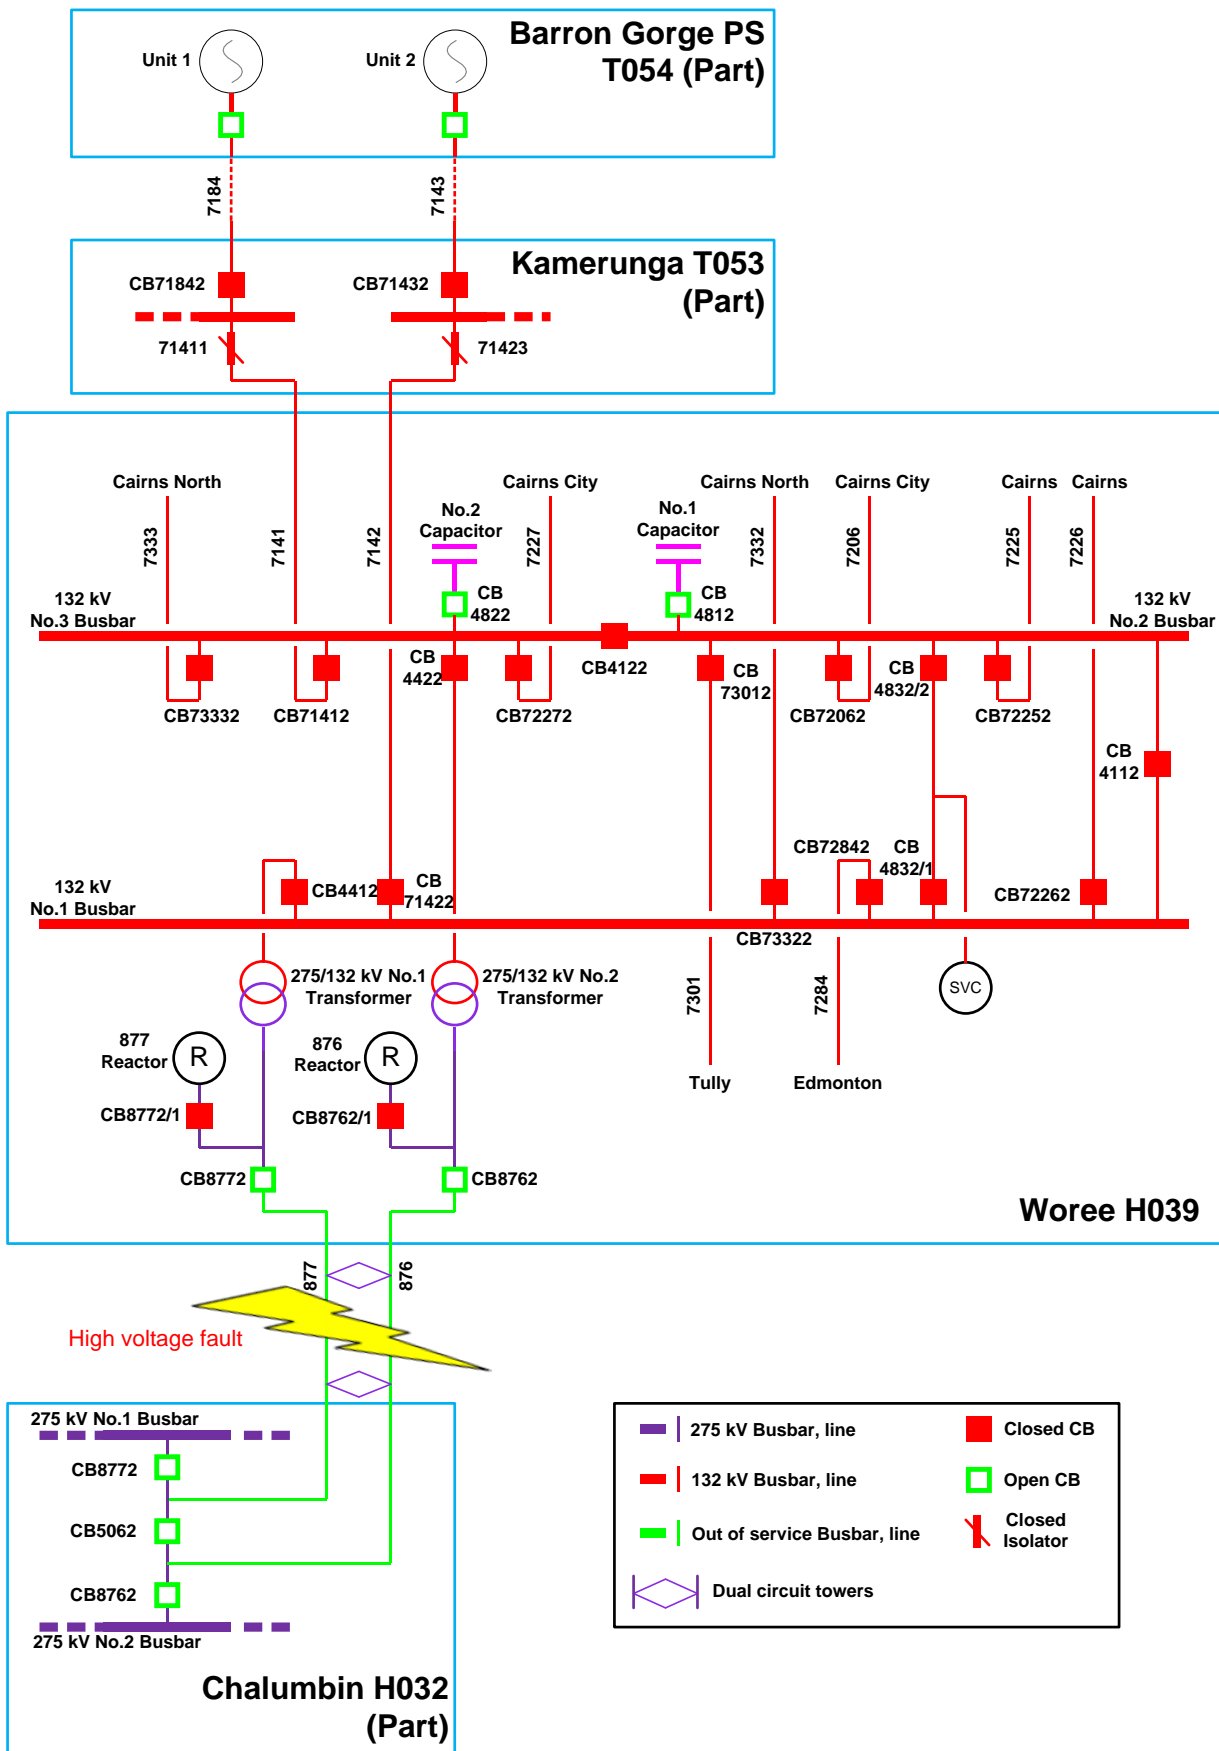 Barron Gorge PS
T054 (Part)
Unit 1
Unit 2
7184
7143
Kamerunga T053
(Part)
CB71842
CB71432
71411
71423
Cairns North
Cairns City
Cairns North
Cairns City
Cairns
Cairns
No.2
Capacitor
No.1
Capacitor
7333
7141
7142
7227
7332
7206
7225
7226
132 kV
No.3 Busbar
CB
4822
CB
4812
132 kV
No.2 Busbar
CB
4422
CB4122
CB
73012
CB
4832/2
CB73332
CB71412
CB72272
CB72062
CB72252
CB
4112
CB72842
CB
4832/1
132 kV
No.1 Busbar
CB4412
CB
71422
CB72262
CB73322
275/132 kV No.1
Transformer
275/132 kV No.2
Transformer
7301
7284
SVC
877
Reactor
R
876
Reactor
R
Tully
Edmonton
CB8772/1
CB8762/1
CB8772
CB8762
Woree H039
877
876
High voltage fault
275 kV No.1 Busbar
CB8772
CB5062
CB8762
275 kV No.2 Busbar
Chalumbin H032
(Part)
275 kV Busbar, line
Closed CB
132 kV Busbar, line
Open CB
Out of service Busbar, line
Closed
Isolator
Dual circuit towers